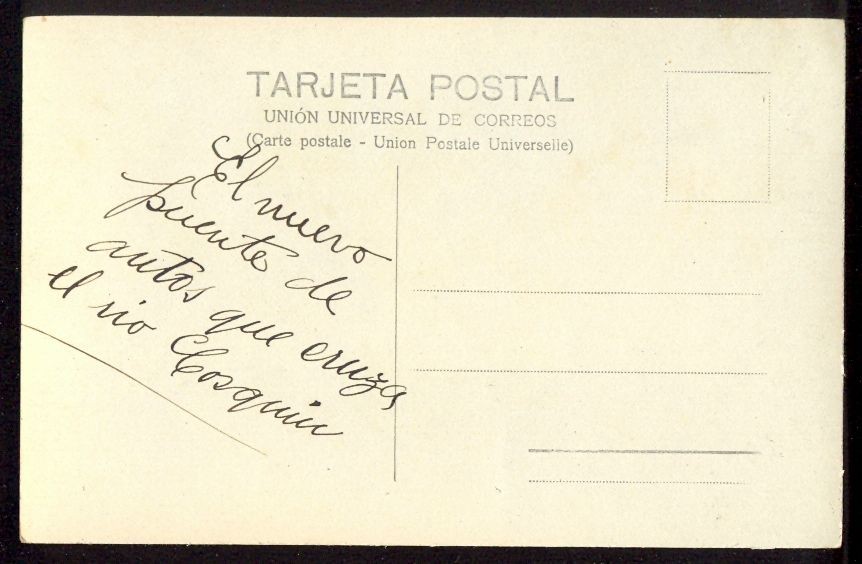 TARJETA POSTAL
UNIÓN UNIVERSAL DE CORREOS
(Carte postale - Union Postale Universelle)
El nuevo
puente de
autos que cruza
el rio Cosquin